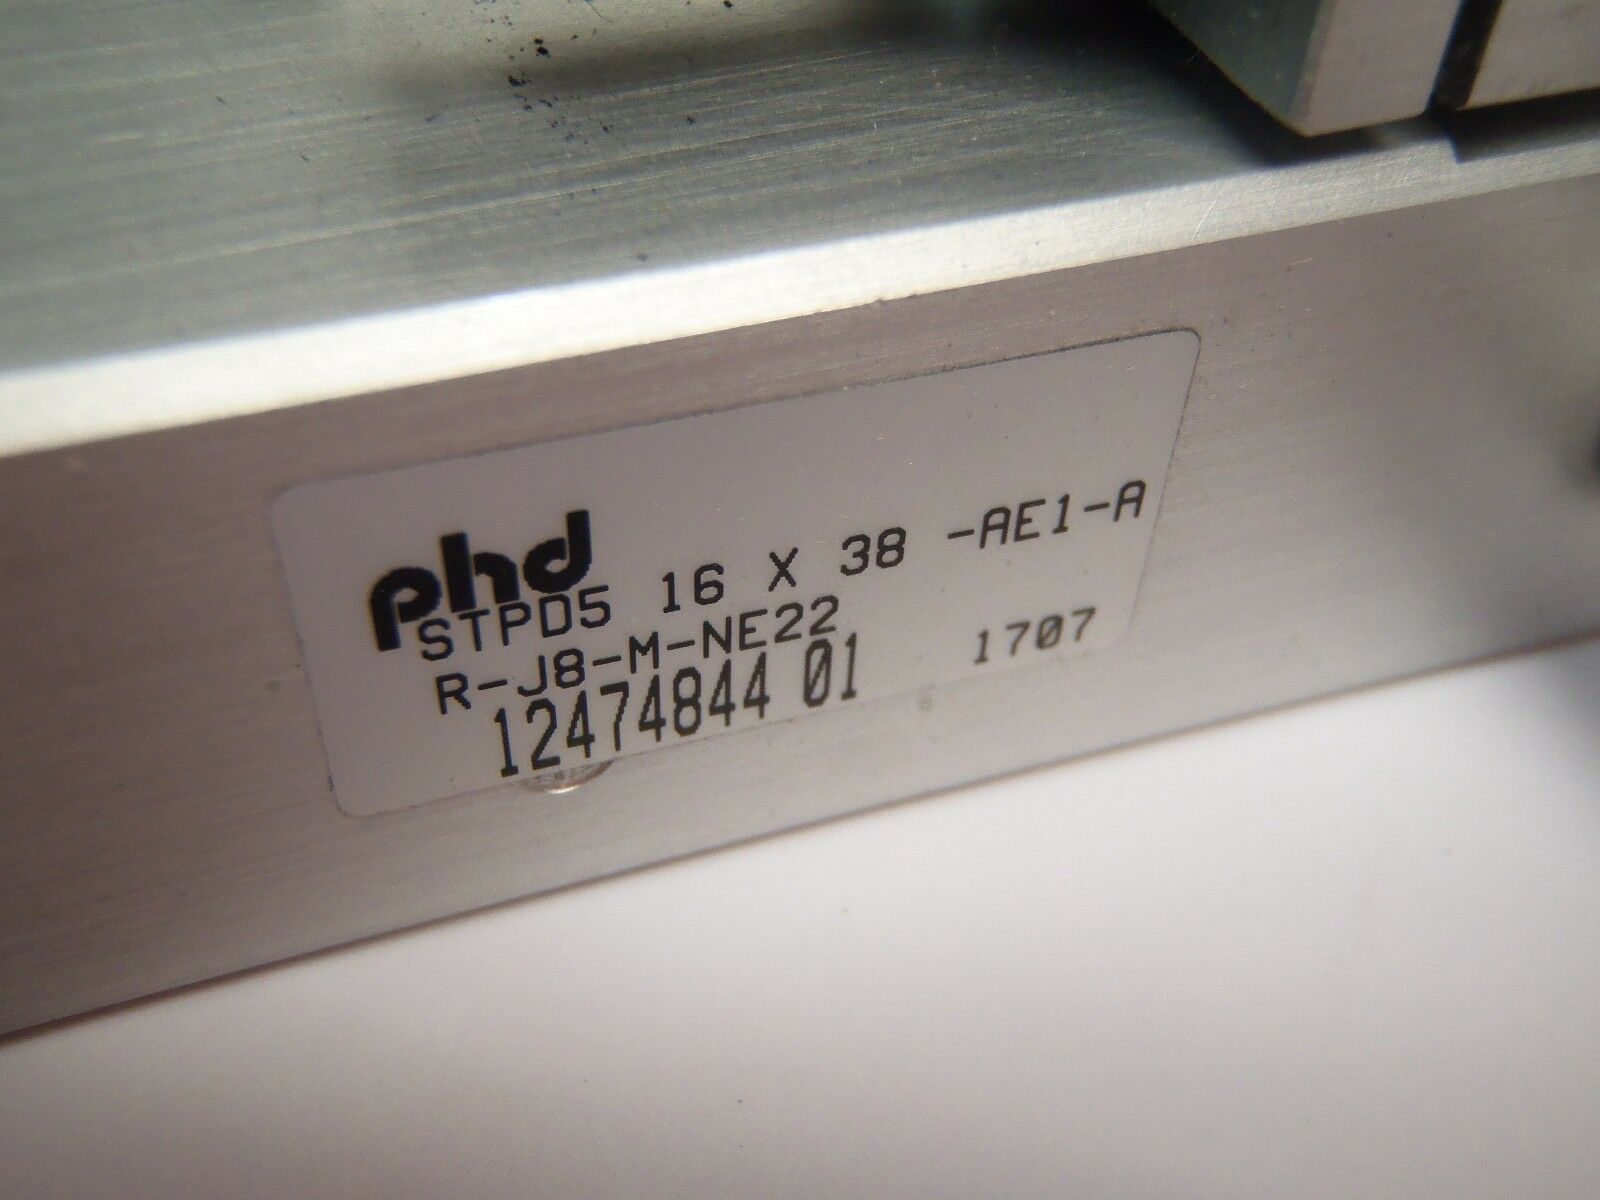 phd
STPD5 16 X 38 -AE1-A
R-J8-M-NE22
12474844 01 1707